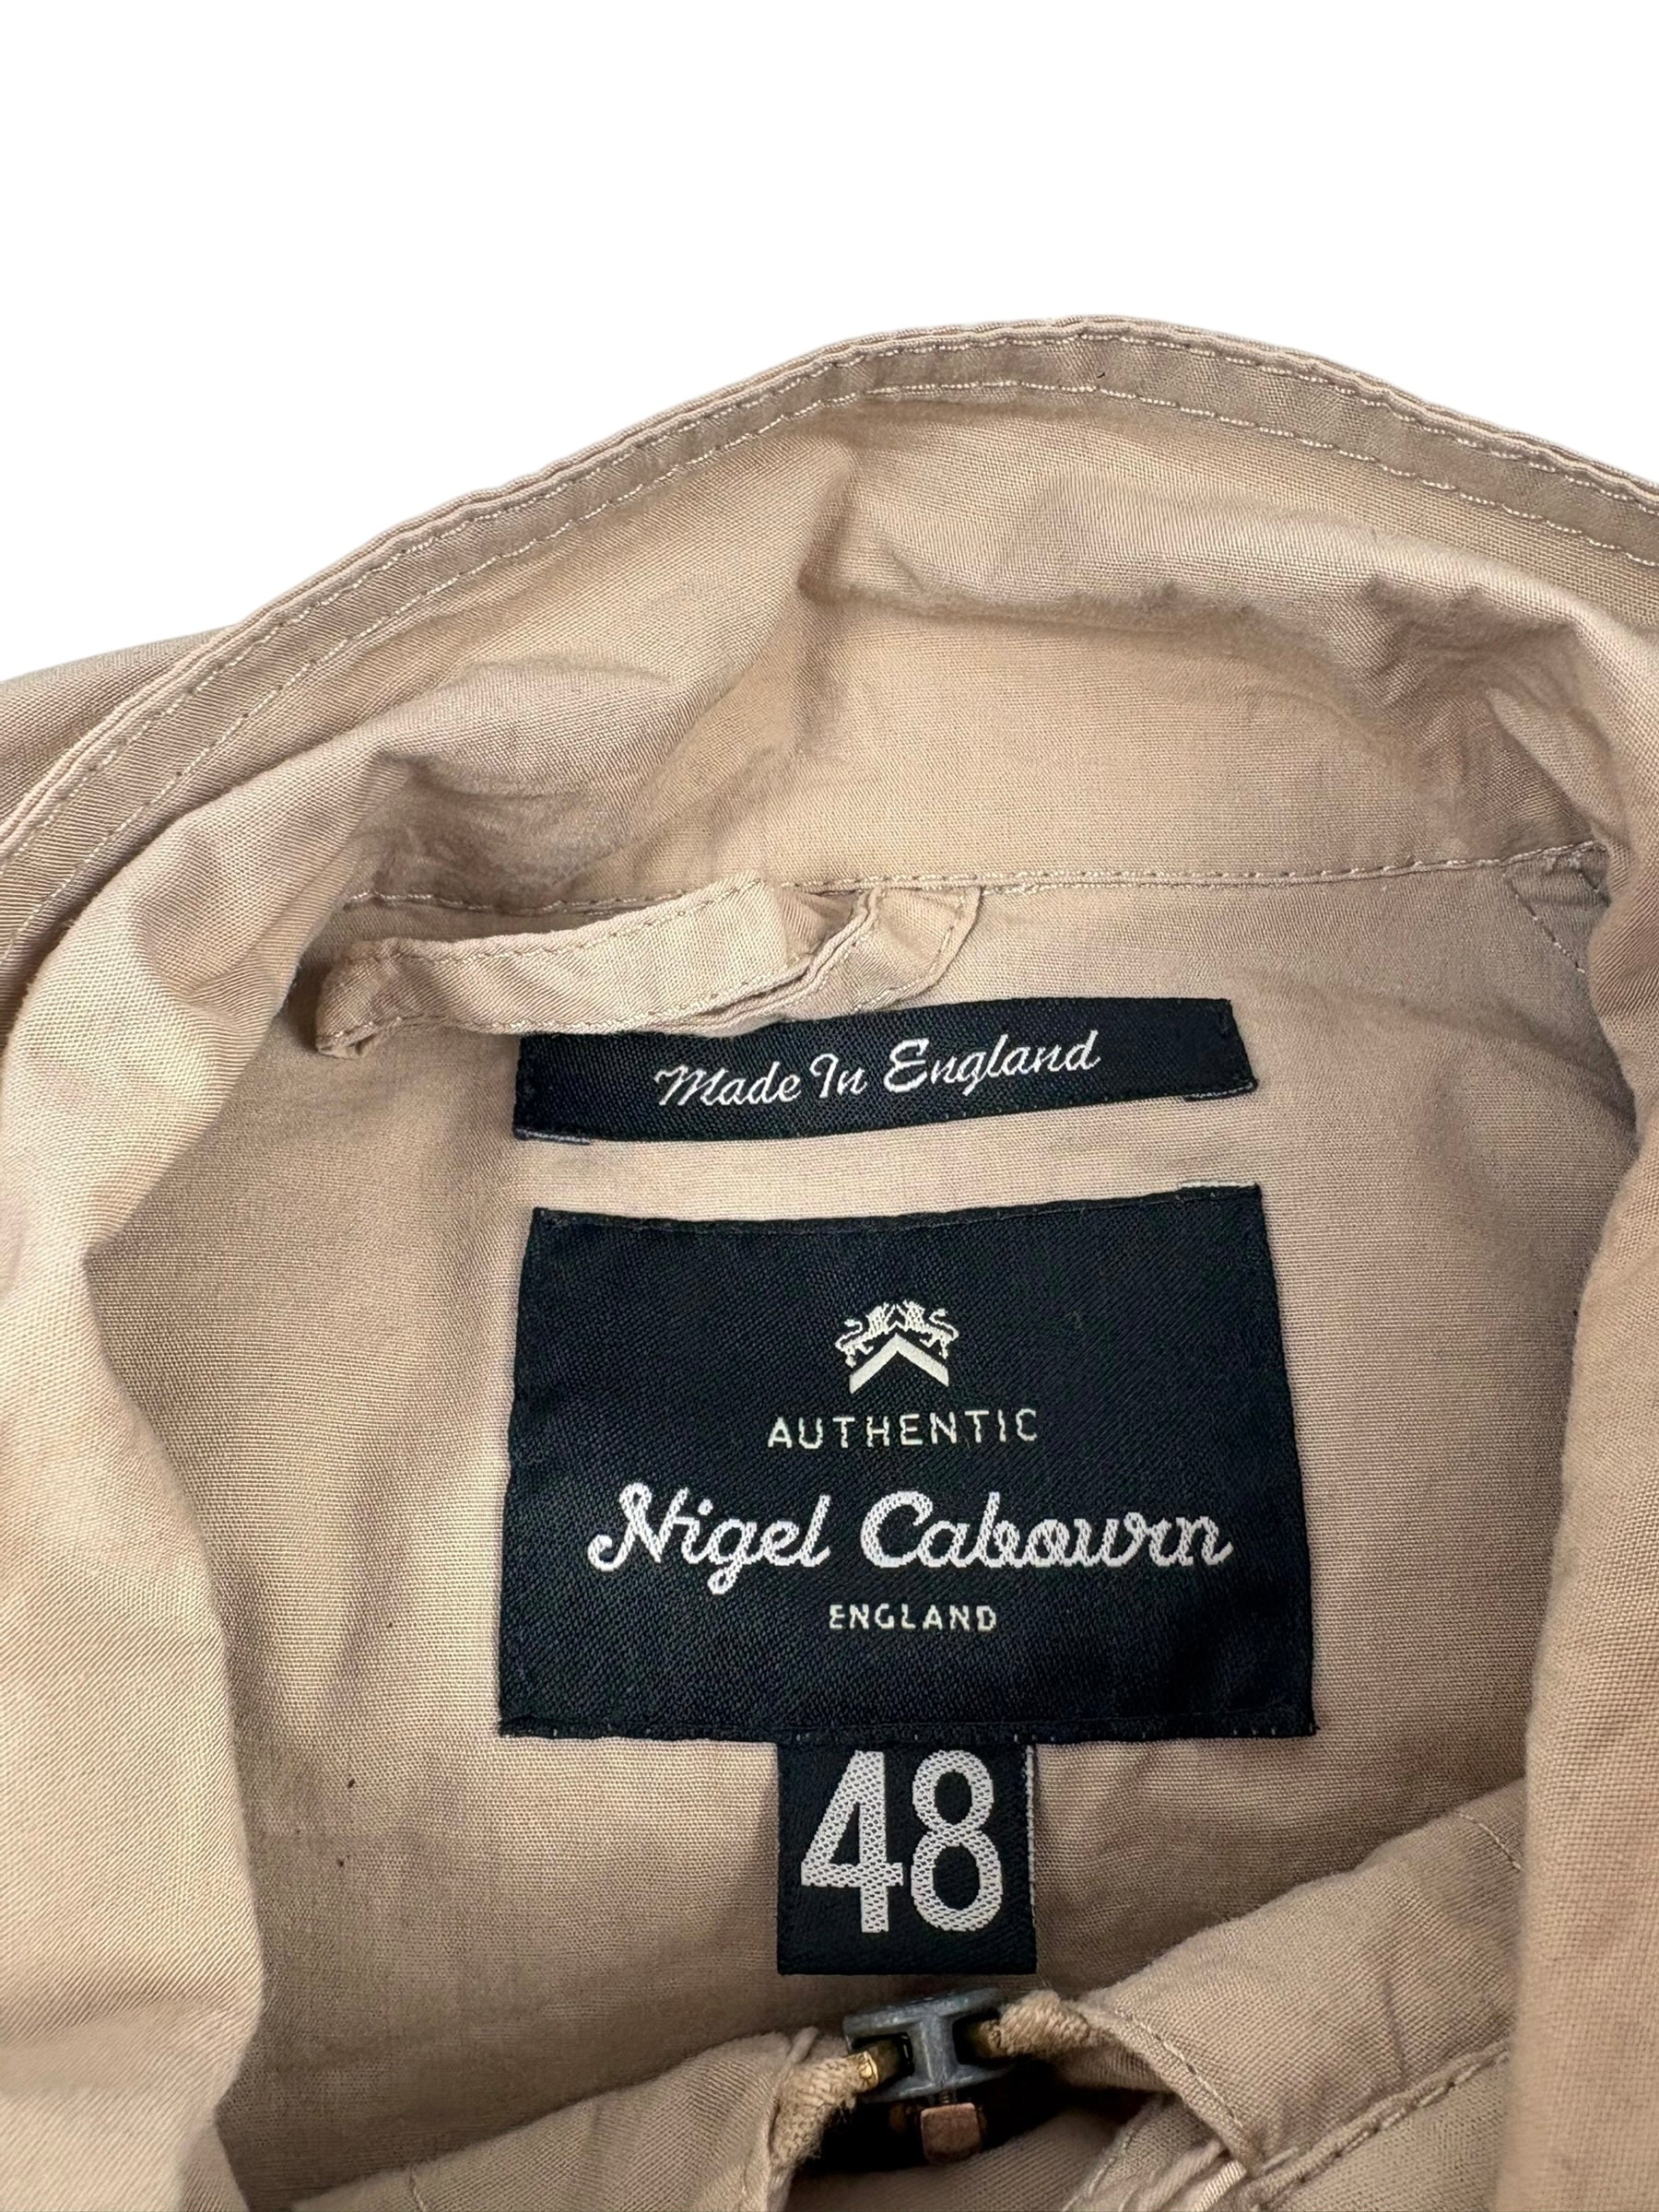 Made In England
AUTHENTIC
Nigel Cabourn
ENGLAND
48